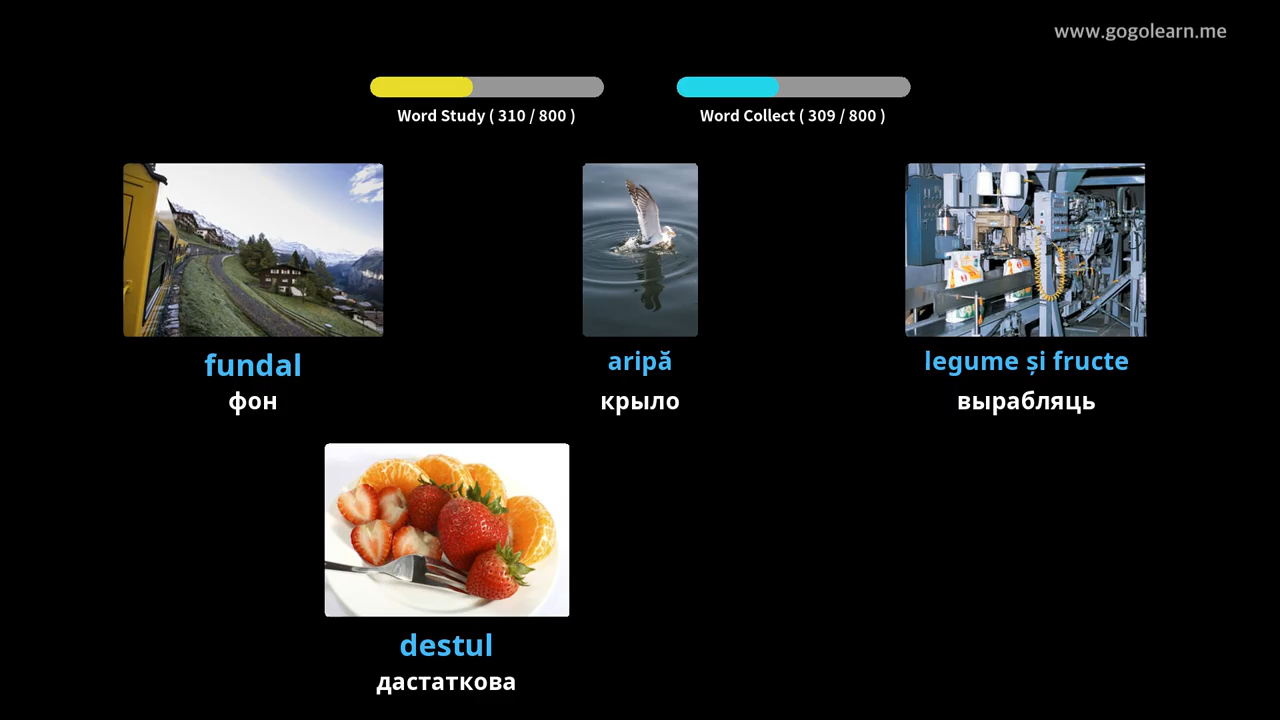 www.gogolearn.me
Word Study ( 310 / 800 )
Word Collect ( 309 / 800 )
fundal
фон
aripă
крыло
legume și fructe
вырабляць
destul
дастаткова